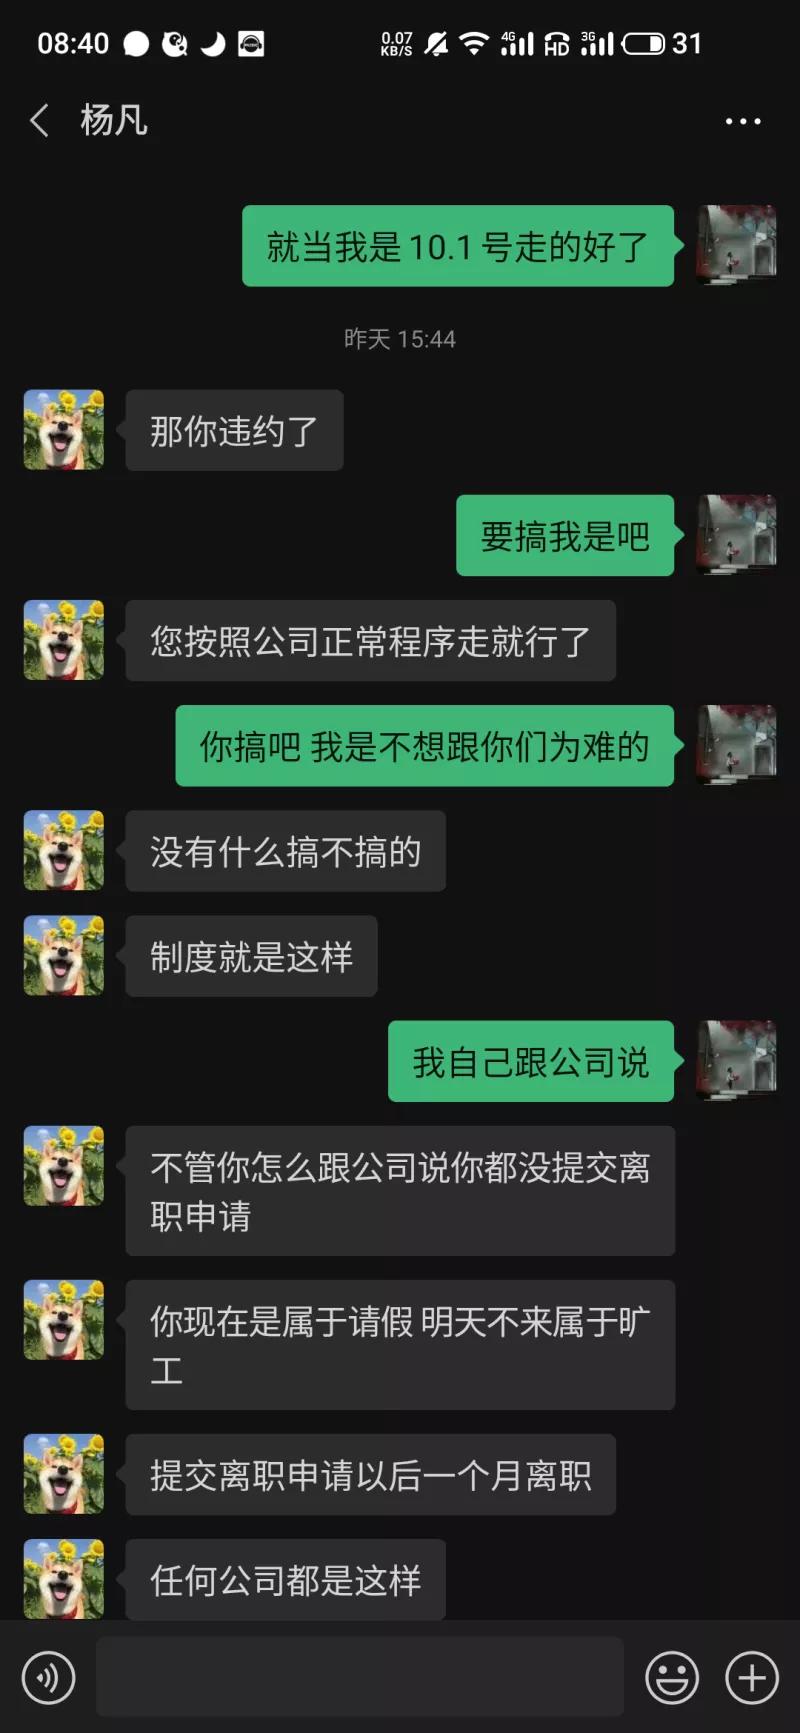 08:40
0.07
KB/S
4G
HD
3G
31
杨凡
就当我是 10.1 号走的好了
昨天 15:44
那你违约了
要搞我是吧
您按照公司正常程序走就行了
你搞吧 我是不想跟你们为难的
没有什么搞不搞的
制度就是这样
我自己跟公司说
不管你怎么跟公司说你都没提交离
职申请
你现在是属于请假 明天不来属于旷
工
提交离职申请以后一个月离职
任何公司都是这样